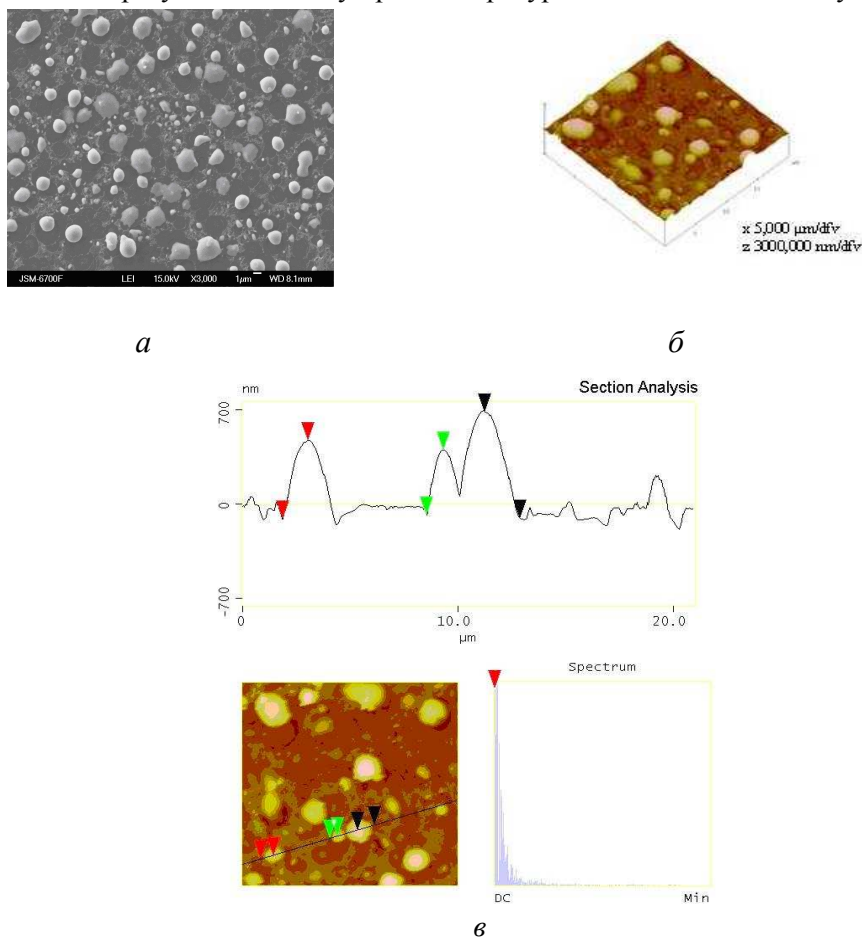 JSM-6700F LEI 15.0kV X3,000 1μm WD 8.1mm
x 5,000 μm/dfv
z 3000,000 nm/dfv
а
б
nm
Section Analysis
700
0
-700
0
10.0
20.0
μm
Spectrum
DC
Min
в